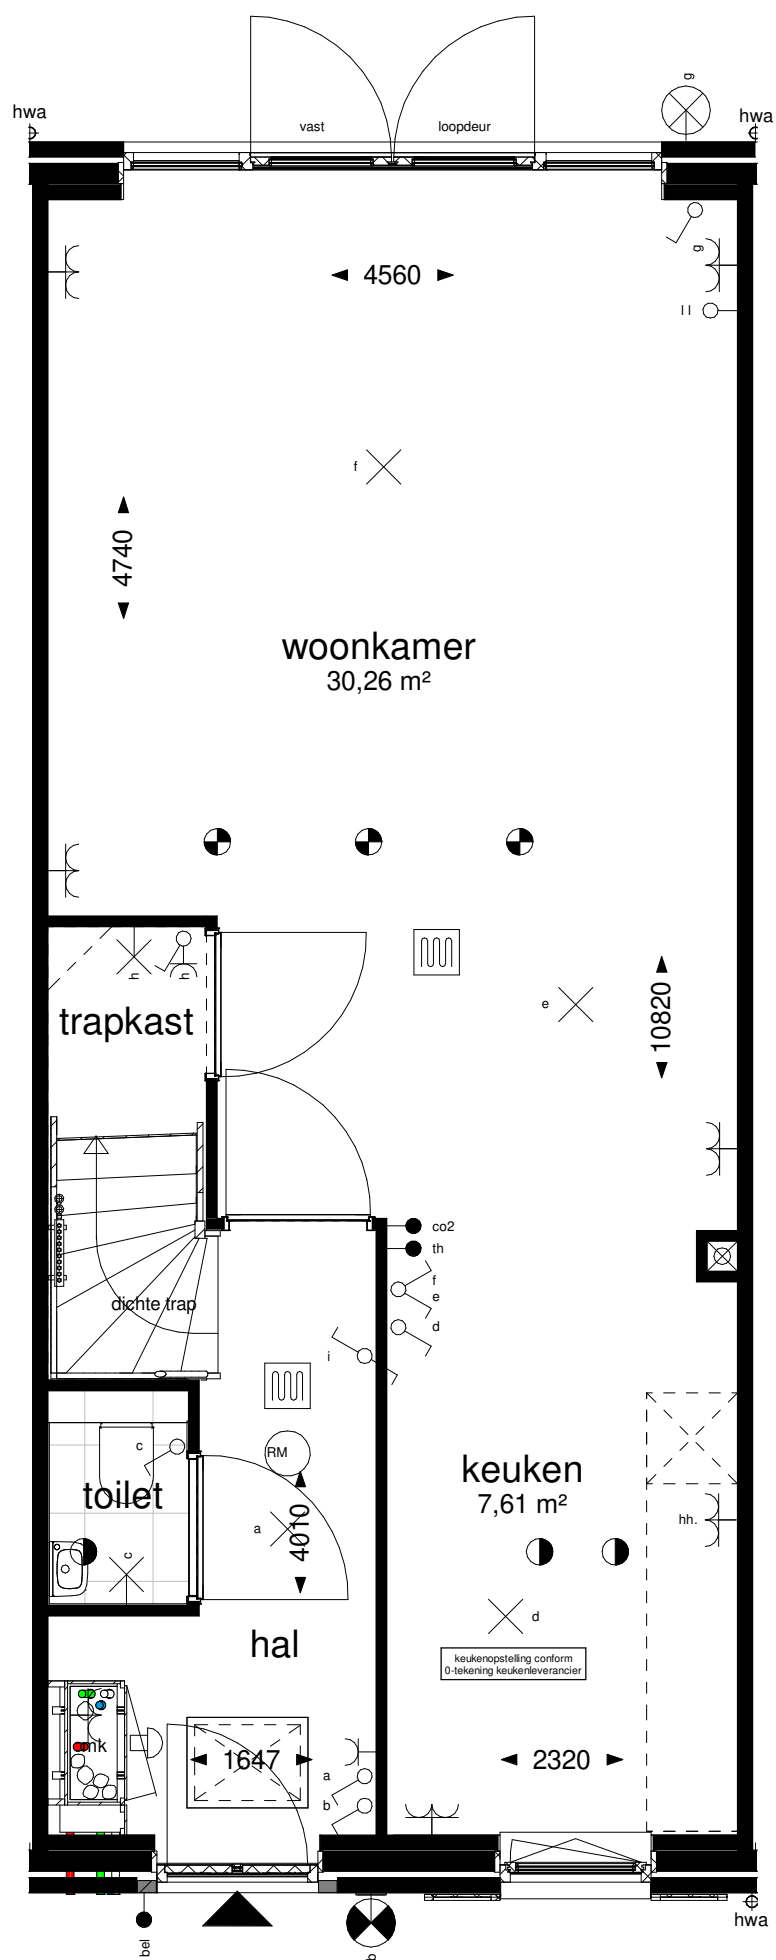 g
hwa
hwa
vast
loopdeur
g
4560
l l
f
4740
woonkamer
30,26 m²
h
h
trapkast
e
10820
co2
th
f
e
d
dichte trap
i
c
RM
keuken
7,61 m²
toilet
hh.
a
4010
c
d
hal
keukenopstelling conform
0-tekening keukenleverancier
mk
1647
2320
a
b
hwa
bel
b